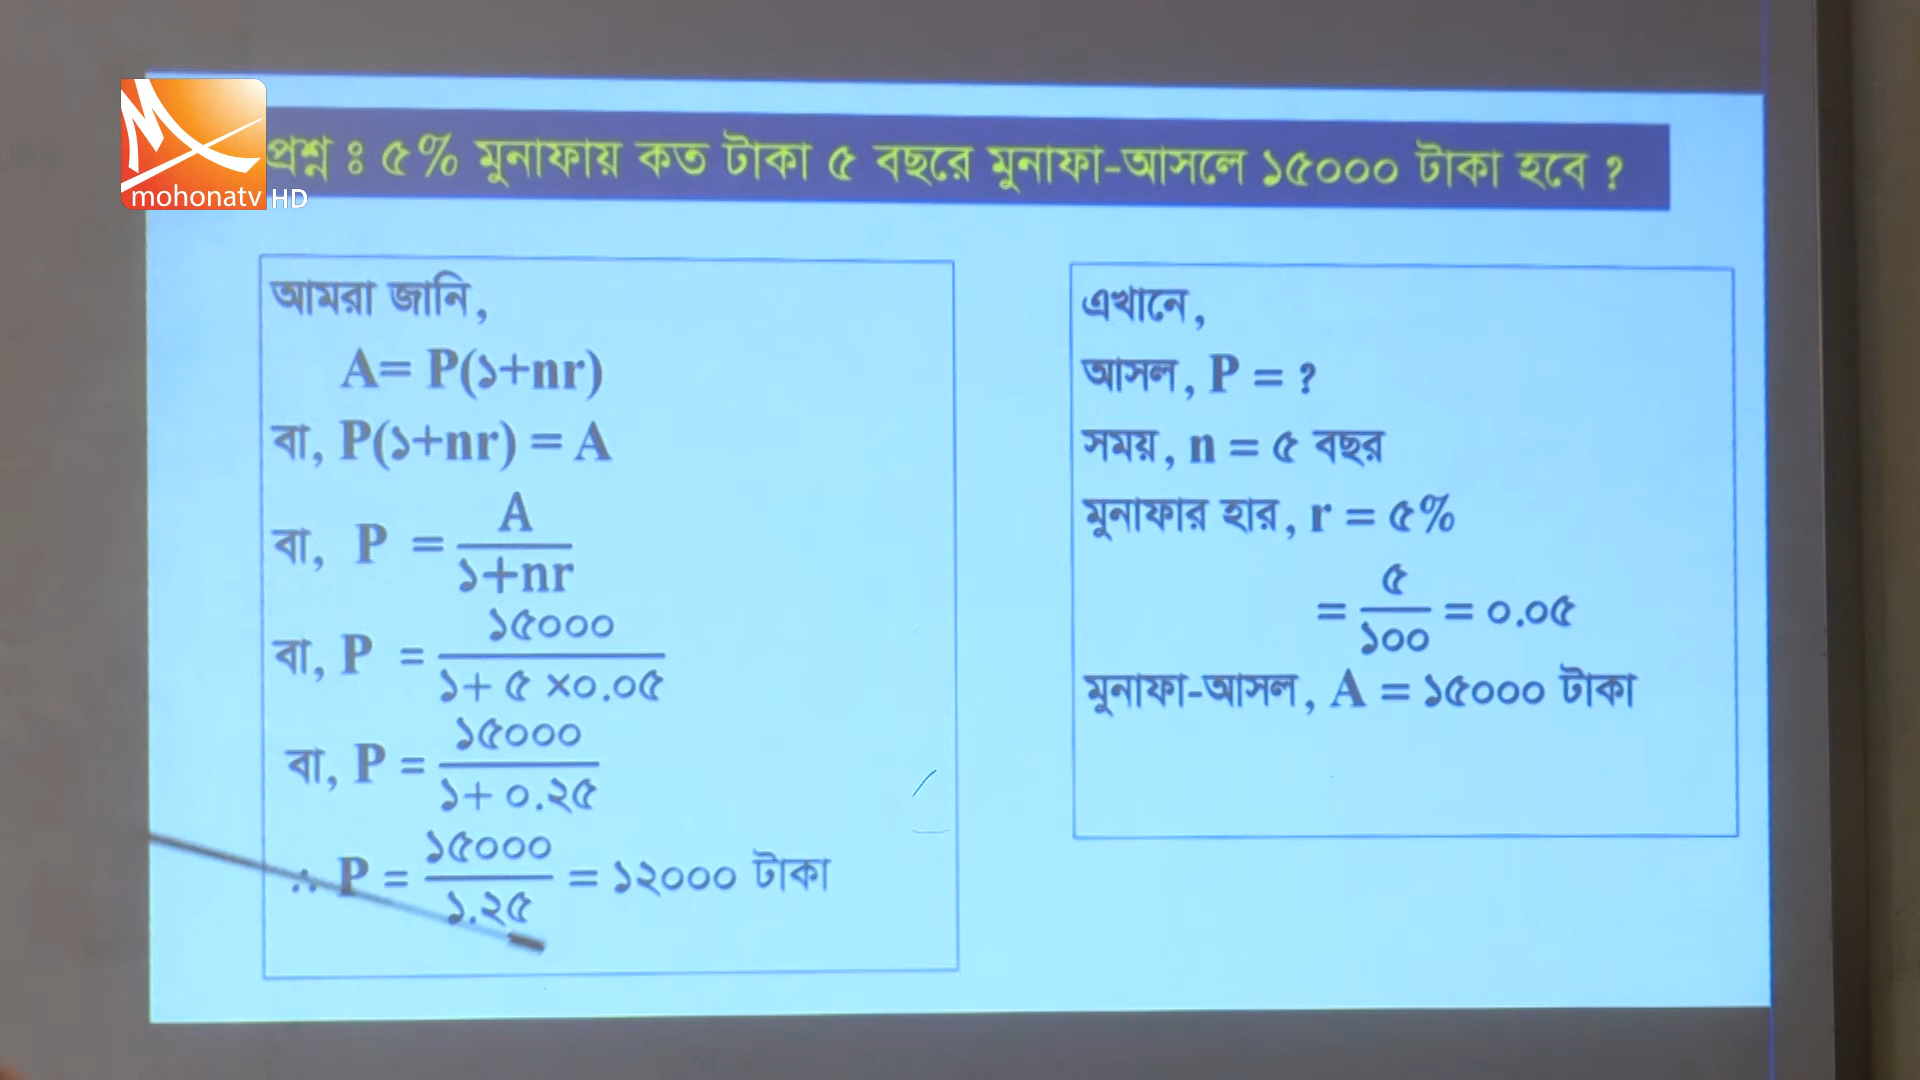 mohonatv HD
প্রশ্ন ঃ ৫% মুনাফায় কত টাকা ৫ বছরে মুনাফা-আসলে ১৫০০০ টাকা হবে ?
আমরা জানি,
A= P(১+nr)
বা, P(১+nr) = A
বা, P = A / ১+nr
বা, P = ১৫০০০ / ১+ ৫ ×০.০৫
বা, P = ১৫০০০ / ১+ ০.২৫
∴ P = ১৫০০০ / ১.২৫ = ১২০০০ টাকা
এখানে,
আসল, P = ?
সময়, n = ৫ বছর
মুনাফার হার, r = ৫%
= ৫ / ১০০ = ০.০৫
মুনাফা-আসল, A = ১৫০০০ টাকা